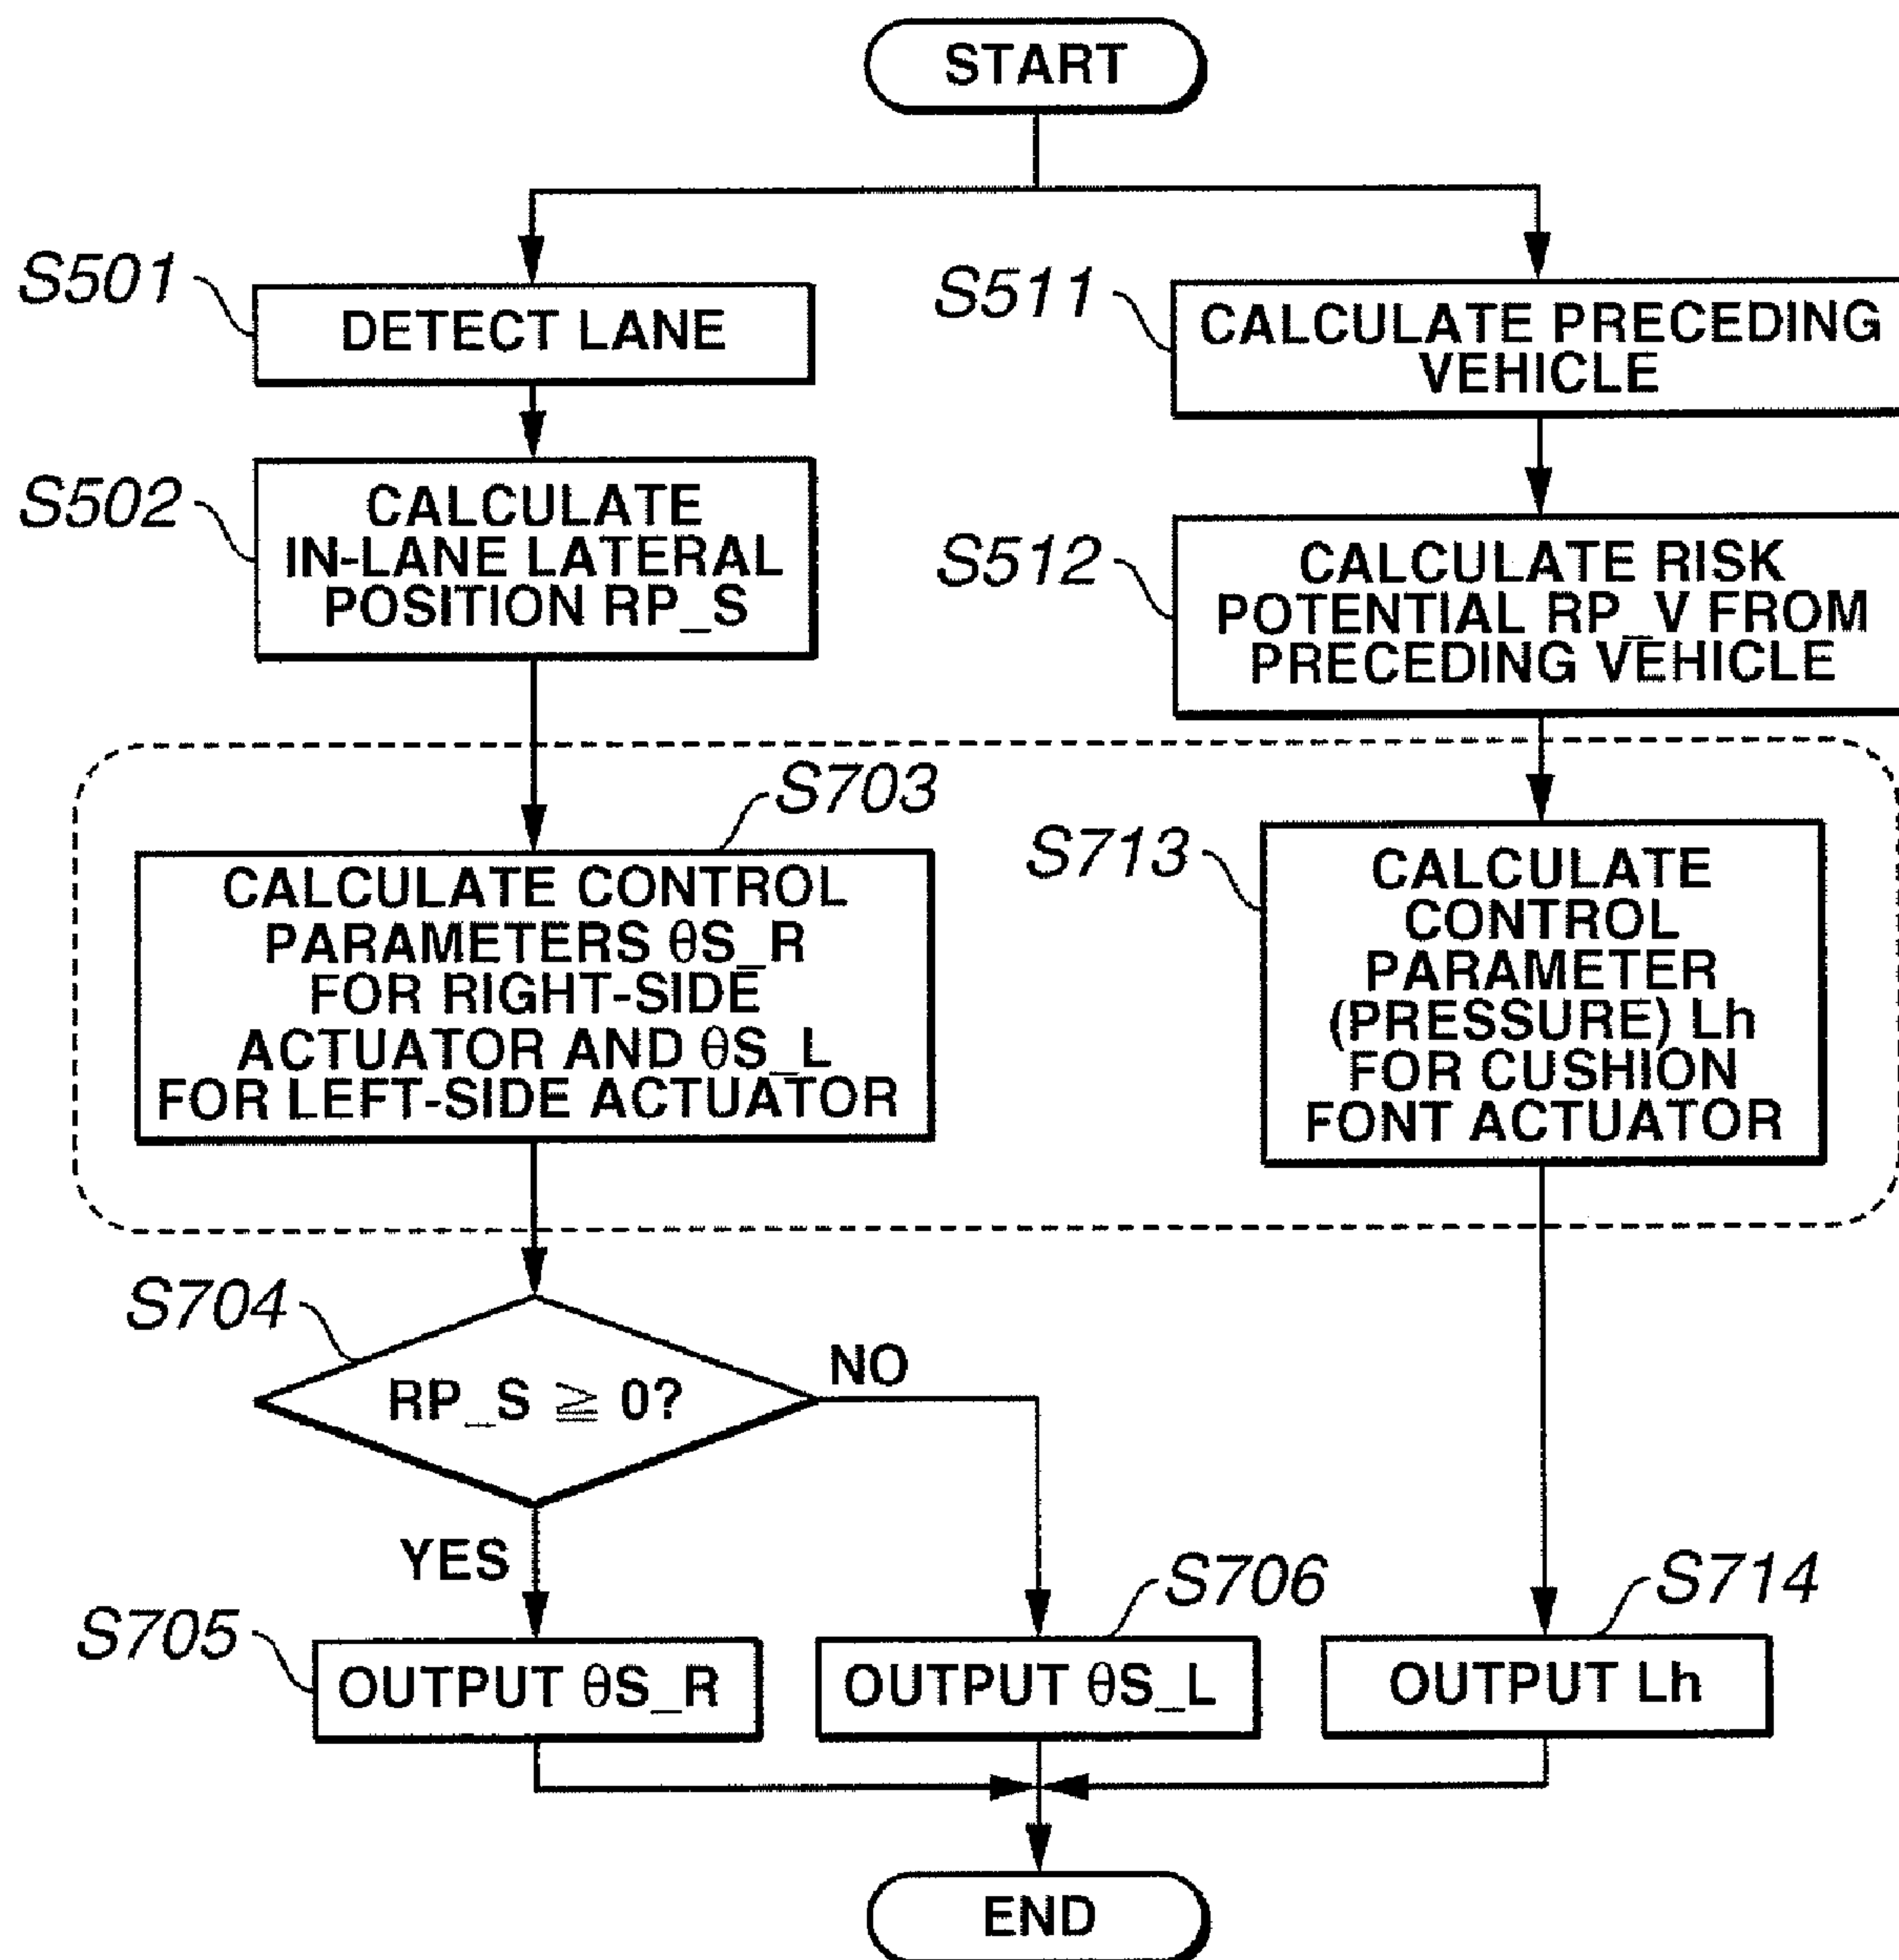 START
S501
DETECT LANE
S511
CALCULATE PRECEDING
VEHICLE
S502
CALCULATE
IN-LANE LATERAL
POSITION RP_S
S512
CALCULATE RISK
POTENTIAL RP_V FROM
PRECEDING VEHICLE
S703
CALCULATE CONTROL
PARAMETERS θS_R
FOR RIGHT-SIDE
ACTUATOR AND θS_L
FOR LEFT-SIDE ACTUATOR
S713
CALCULATE
CONTROL
PARAMETER
(PRESSURE) Lh
FOR CUSHION
FONT ACTUATOR
S704
RP_S ≧ 0?
NO
YES
S705
OUTPUT θS_R
S706
OUTPUT θS_L
S714
OUTPUT Lh
END